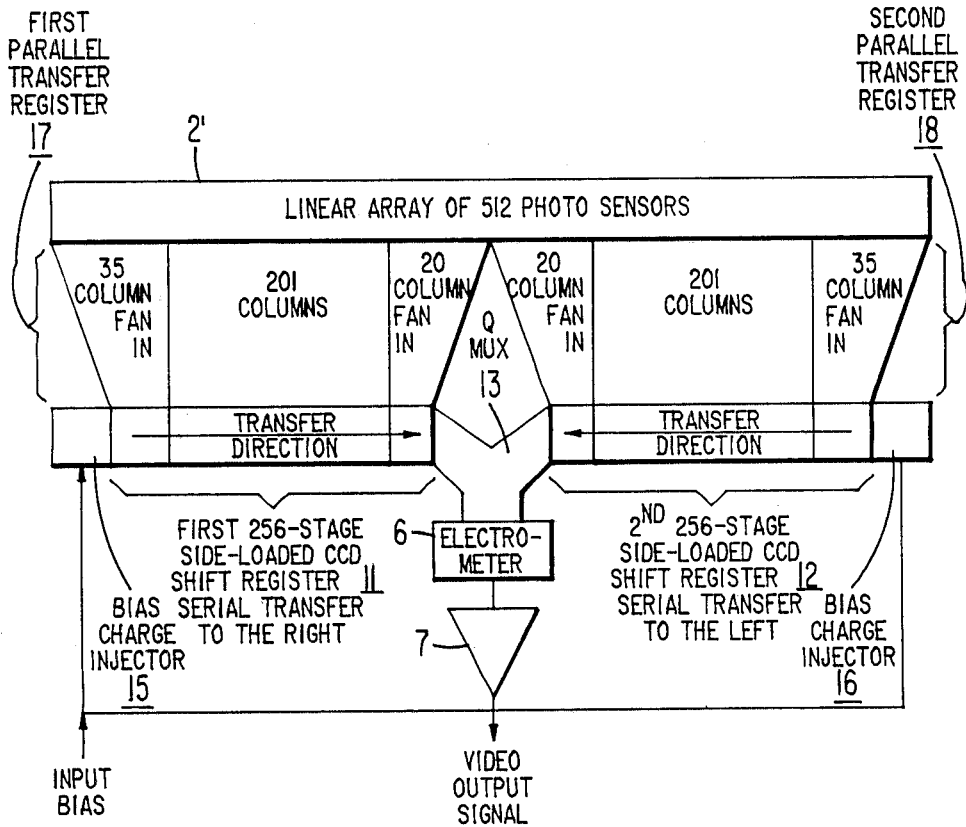 FIRST
PARALLEL
TRANSFER
REGISTER
17
SECOND
PARALLEL
TRANSFER
REGISTER
18
2'
LINEAR ARRAY OF 512 PHOTO SENSORS
35
COLUMN
FAN
IN
201
COLUMNS
20
COLUMN
FAN
IN
Q
MUX
13
20
COLUMN
FAN
IN
201
COLUMNS
35
COLUMN
FAN
IN
TRANSFER
DIRECTION
TRANSFER
DIRECTION
FIRST 256-STAGE
SIDE-LOADED CCD
SHIFT REGISTER 11
SERIAL TRANSFER
TO THE RIGHT
6
ELECTRO-
METER
2ND 256-STAGE
SIDE-LOADED CCD
SHIFT REGISTER 12
SERIAL TRANSFER
TO THE LEFT
BIAS
CHARGE
INJECTOR
15
7
BIAS
CHARGE
INJECTOR
16
INPUT
BIAS
VIDEO
OUTPUT
SIGNAL